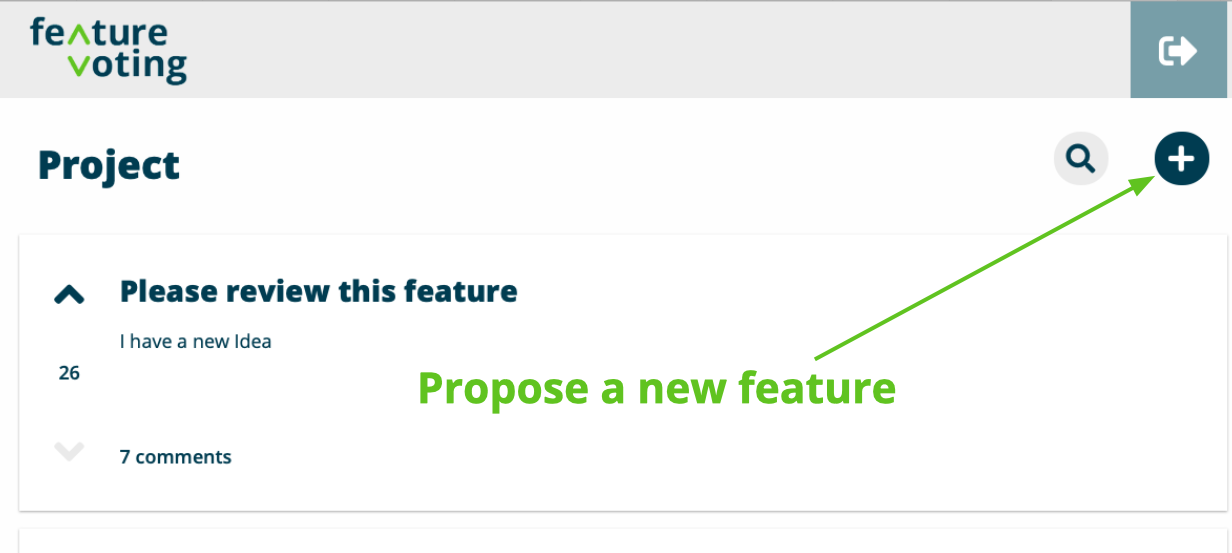 feature
voting
Project
Please review this feature
I have a new Idea
26
Propose a new feature
7 comments